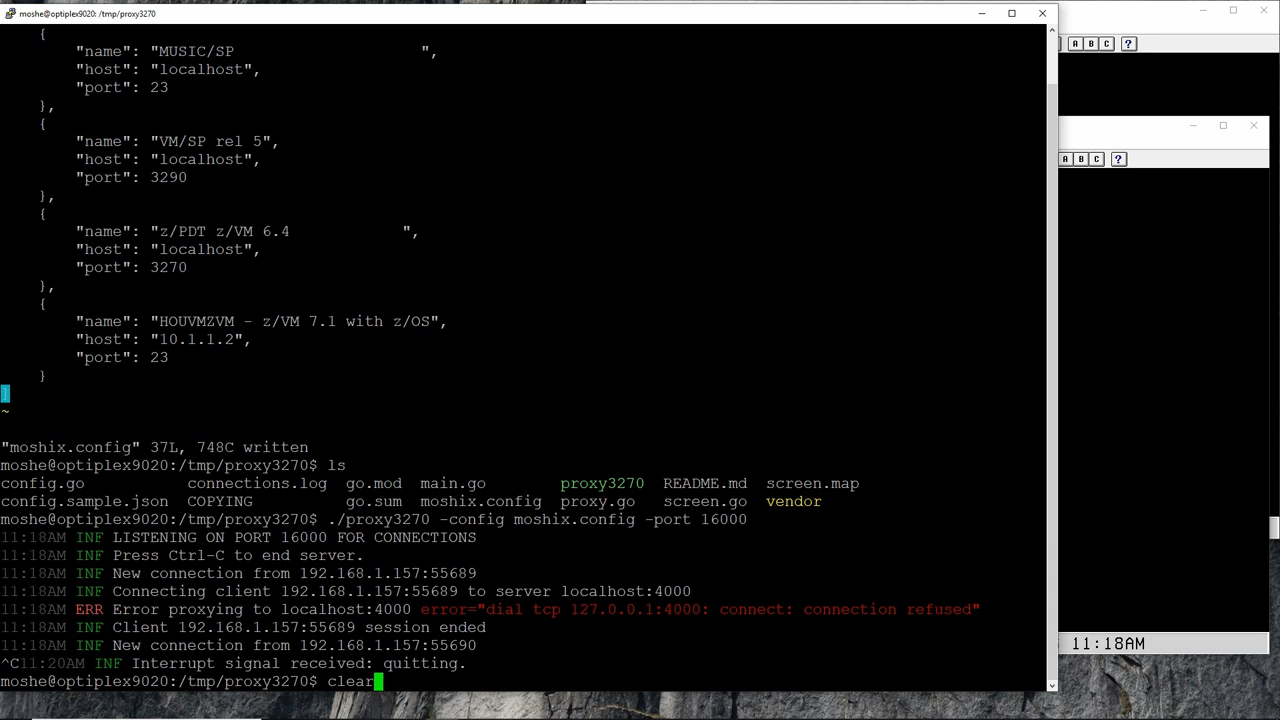 moshe@optiplex9020: /tmp/proxy3270
{
"name": "MUSIC/SP                    ",
"host": "localhost",
"port": 23
},
{
"name": "VM/SP rel 5",
"host": "localhost",
"port": 3290
},
{
"name": "z/PDT z/VM 6.4            ",
"host": "localhost",
"port": 3270
},
{
"name": "HOUVMZVM - z/VM 7.1 with z/OS",
"host": "10.1.1.2",
"port": 23
}
]
~
"moshix.config" 37L, 748C written
moshe@optiplex9020:/tmp/proxy3270$ ls
config.go           connections.log  go.mod  main.go        proxy3270  README.md  screen.map
config.sample.json  COPYING          go.sum  moshix.config  proxy.go   screen.go  vendor
moshe@optiplex9020:/tmp/proxy3270$ ./proxy3270 -config moshix.config -port 16000
11:18AM INF LISTENING ON PORT 16000 FOR CONNECTIONS
11:18AM INF Press Ctrl-C to end server.
11:18AM INF New connection from 192.168.1.157:55689
11:18AM INF Connecting client 192.168.1.157:55689 to server localhost:4000
11:18AM ERR Error proxying to localhost:4000 error="dial tcp 127.0.0.1:4000: connect: connection refused"
11:18AM INF Client 192.168.1.157:55689 session ended
11:18AM INF New connection from 192.168.1.157:55690
^C11:20AM INF Interrupt signal received: quitting.
moshe@optiplex9020:/tmp/proxy3270$ clear
A B C ?
A B C ?
11:18AM